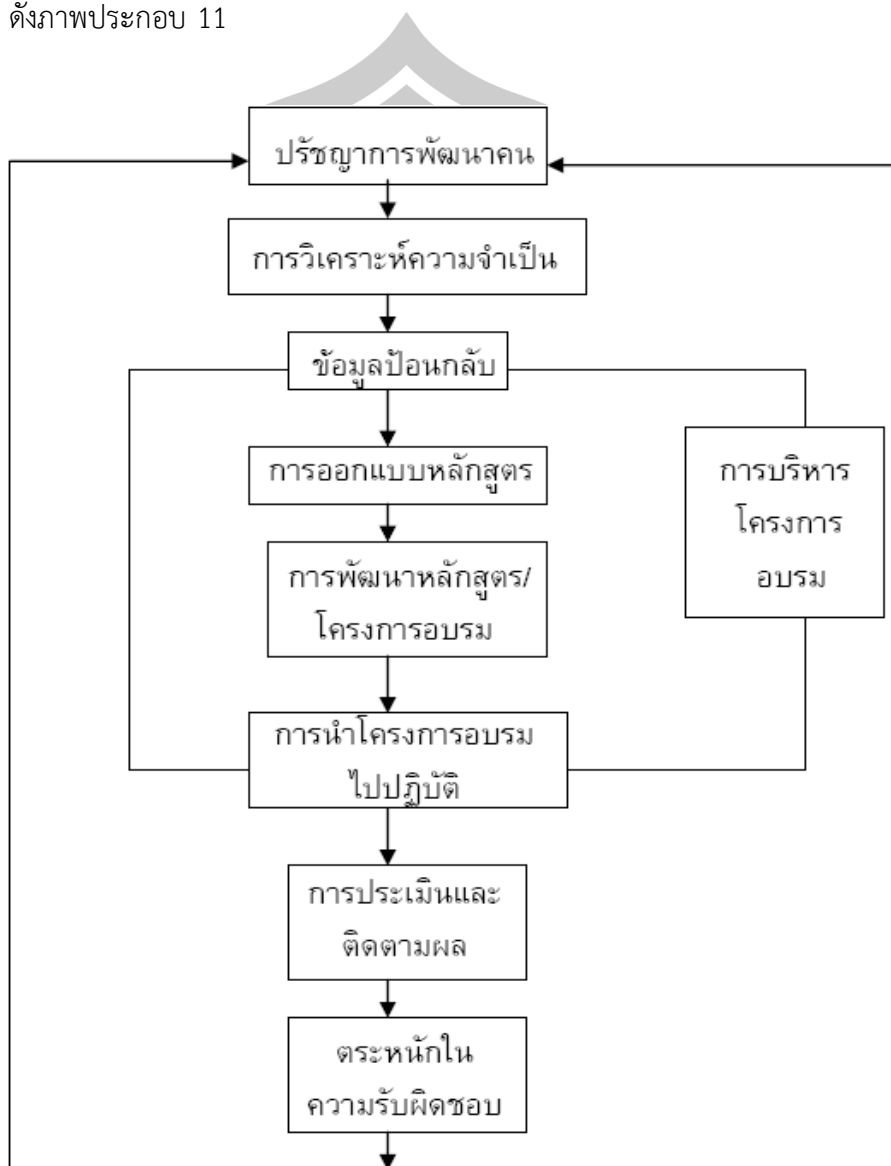 ดังภาพประกอบ 11
ปรัชญาการพัฒนาคน
การวิเคราะห์ความจำเป็น
ข้อมูลป้อนกลับ
การออกแบบหลักสูตร
การบริหาร
โครงการ
อบรม
การพัฒนาหลักสูตร/
โครงการอบรม
การนำโครงการอบรม
ไปปฏิบัติ
การประเมินและ
ติดตามผล
ตระหนักใน
ความรับผิดชอบ